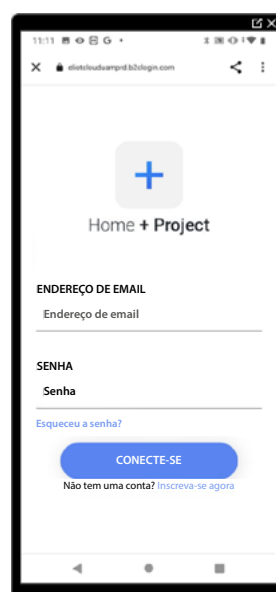 11:11
eliotclouduamprd.b2clogin.com
Home + Project
ENDEREÇO DE EMAIL
Endereço de email
SENHA
Senha
Esqueceu a senha?
CONECTE-SE
Não tem uma conta? Inscreva-se agora